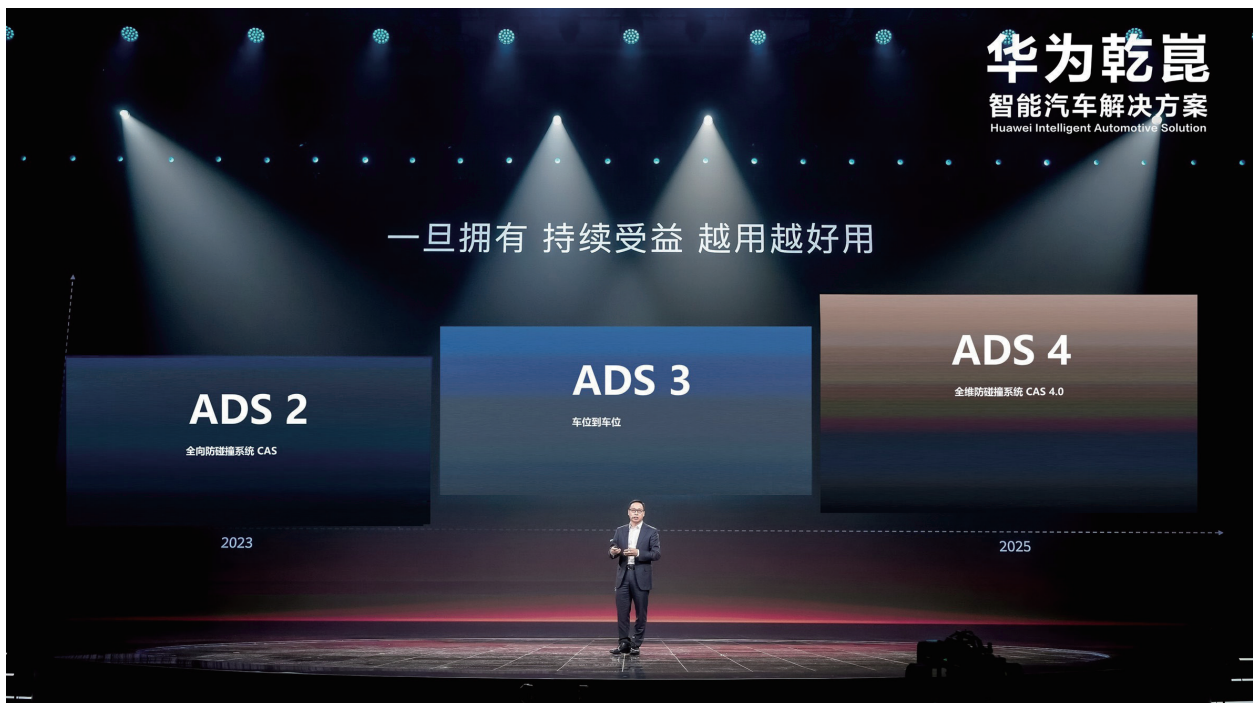 华为乾崑
智能汽车解决方案
Huawei Intelligent Automotive Solution
一旦拥有 持续受益 越用越好用
ADS 2
全向防碰撞系统 CAS
ADS 3
车位到车位
ADS 4
全维防碰撞系统 CAS 4.0
2023
2025